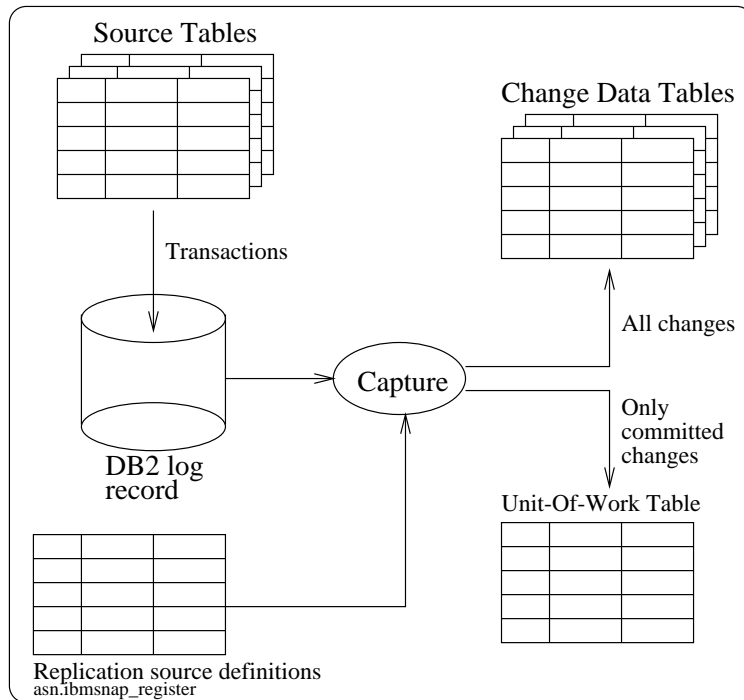 Source Tables
Change Data Tables
Transactions
All changes
Capture
Only
committed
changes
DB2 log
record
Unit-Of-Work Table
Replication source definitions
asn.ibmsnap_register